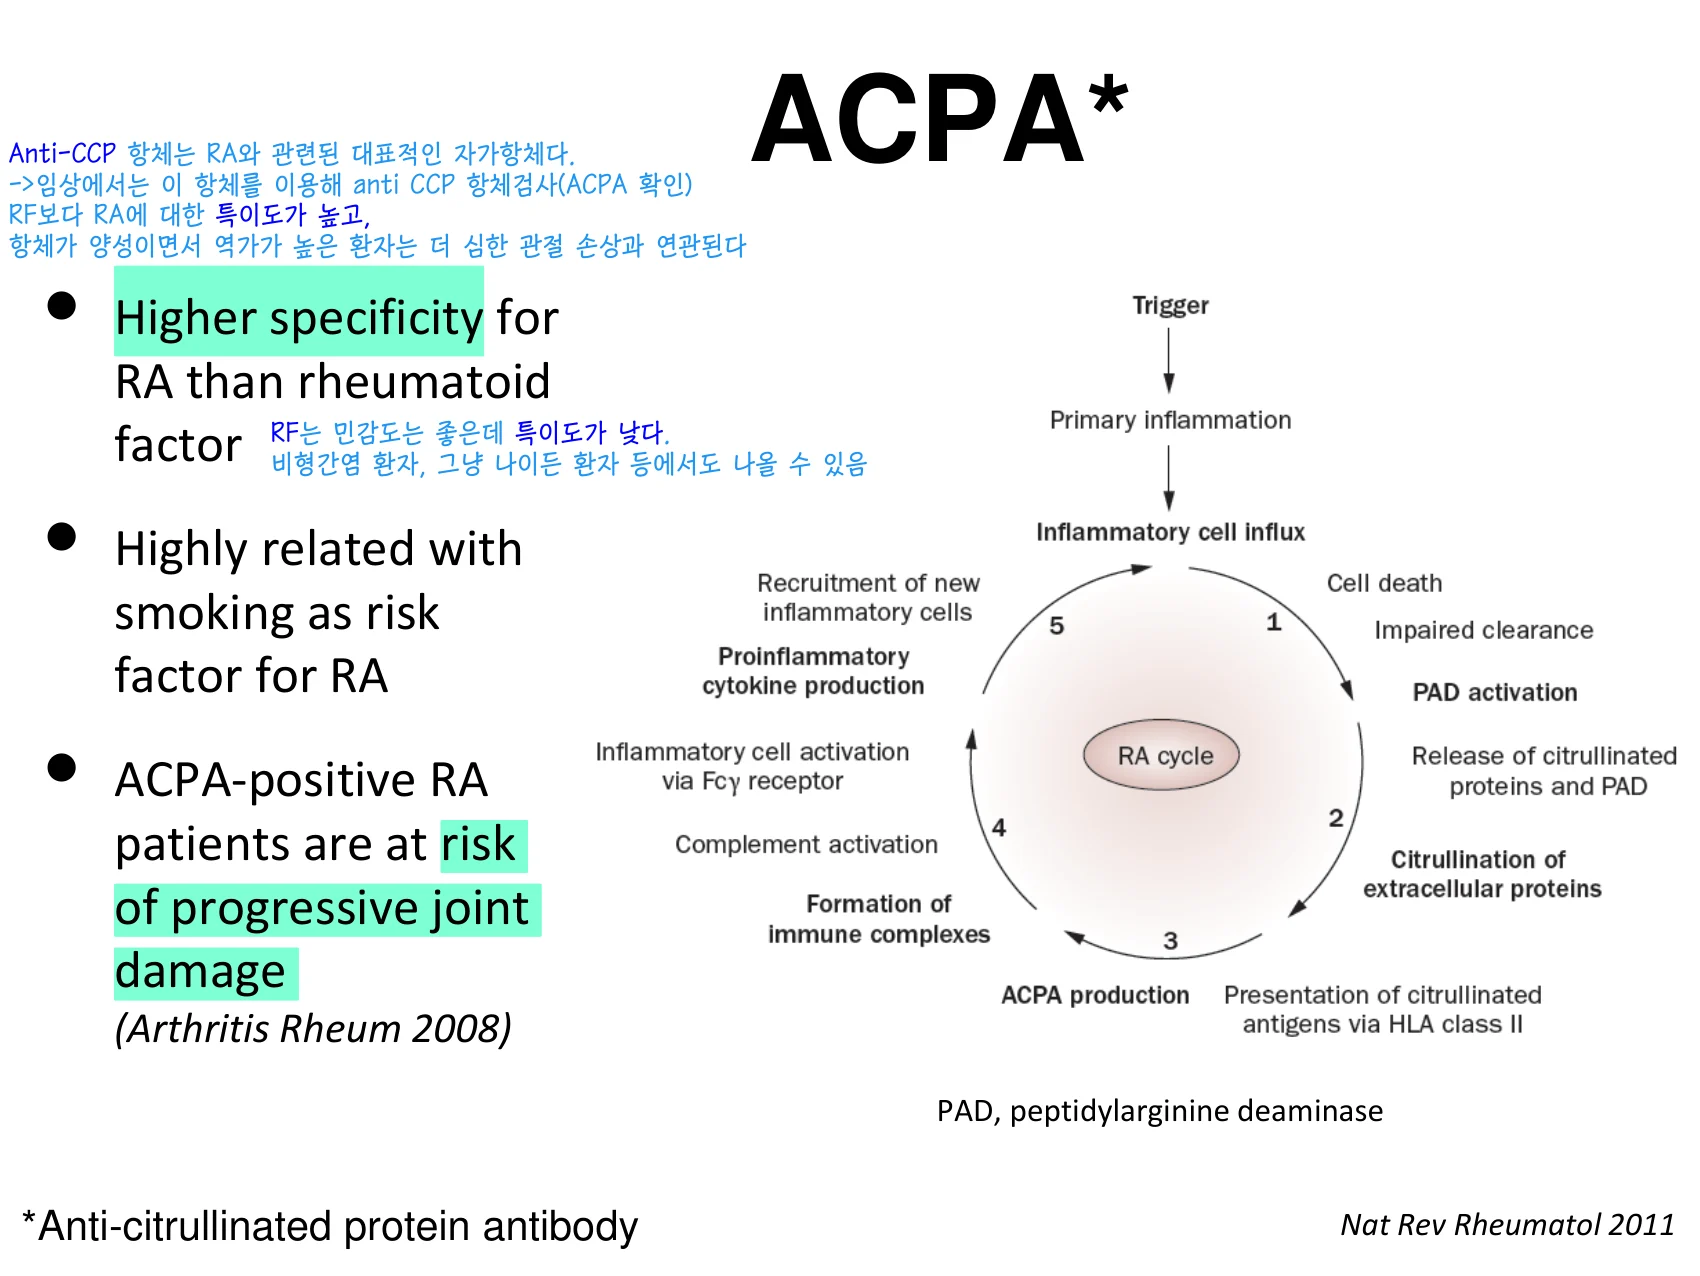 ACPA*
Anti-CCP 항체는 RA와 관련된 대표적인 자가항체다.
->임상에서는 이 항체를 이용해 anti CCP 항체검사(ACPA 확인)
RF보다 RA에 대한 특이도가 높고,
항체가 양성이면서 역가가 높은 환자는 더 심한 관절 손상과 연관된다
• Higher specificity for
RA than rheumatoid
factor
RF는 민감도는 좋은데 특이도가 낮다.
비형간염 환자, 그냥 나이든 환자 등에서도 나올 수 있음
• Highly related with
smoking as risk
factor for RA
• ACPA-positive RA
patients are at risk
of progressive joint
damage
(Arthritis Rheum 2008)
Trigger
Primary inflammation
Inflammatory cell influx
1
Cell death
Impaired clearance
PAD activation
2
Release of citrullinated
proteins and PAD
Citrullination of
extracellular proteins
3
Presentation of citrullinated
antigens via HLA class II
ACPA production
4
Formation of
immune complexes
Complement activation
Inflammatory cell activation
via Fcγ receptor
5
Proinflammatory
cytokine production
Recruitment of new
inflammatory cells
RA cycle
PAD, peptidylarginine deaminase
*Anti-citrullinated protein antibody
Nat Rev Rheumatol 2011